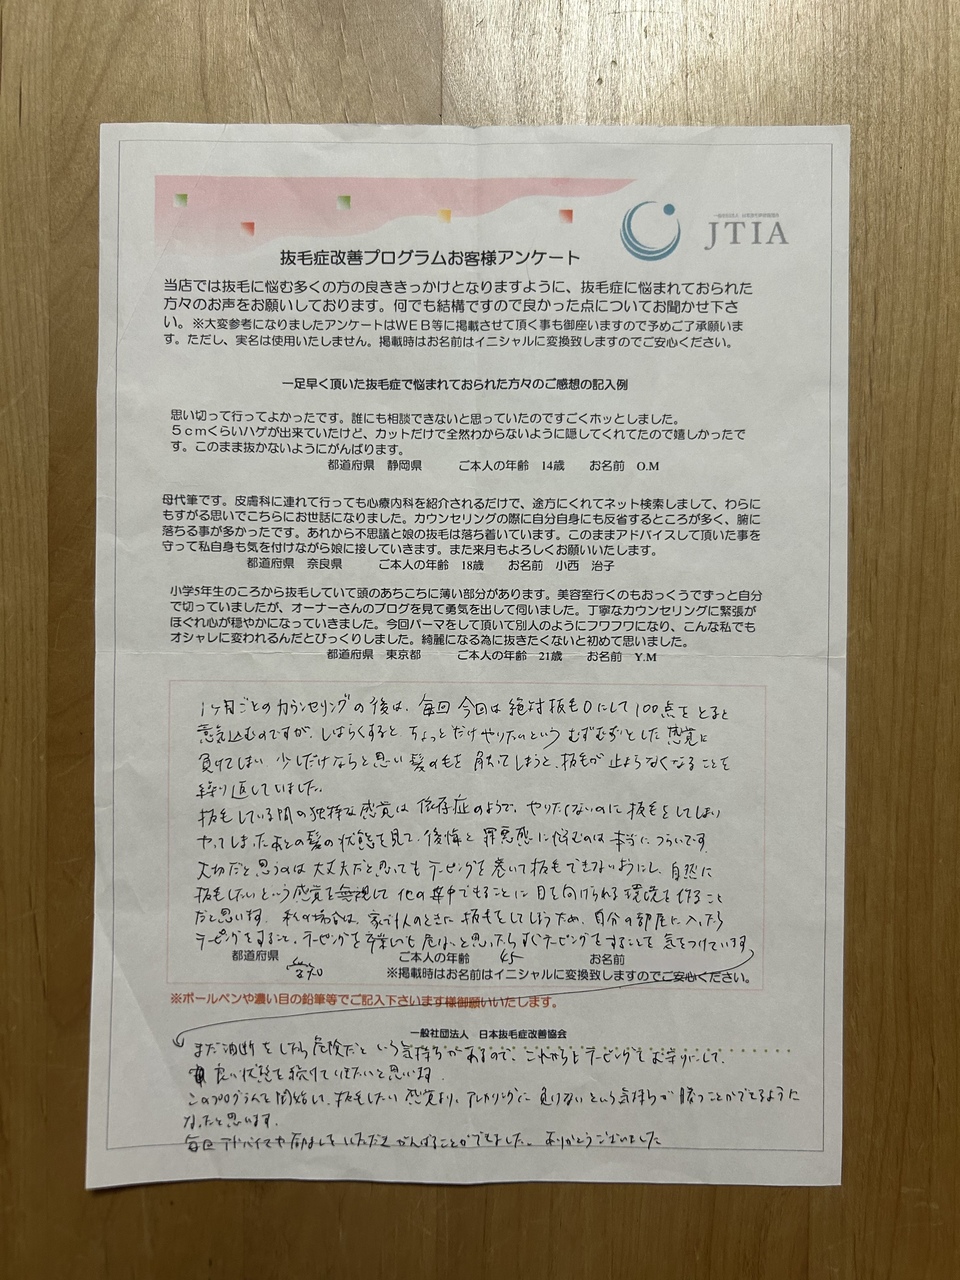 JTIA
抜毛症改善プログラムお客様アンケート
当店では抜毛に悩む多くの方の良ききっかけとなりますように、抜毛症に悩まれておられた
方々のお声をお願いしております。何でも結構ですので良かった点についてお聞かせ下さ
い。※大変参考になりましたアンケートはWEB等に掲載させて頂く事も御座いますので予めご了承願いま
す。ただし、実名は使用いたしません。掲載時はお名前はイニシャルに変換致しますのでご安心ください。
一足早く頂いた抜毛症で悩まれておられた方々のご感想の記入例
思い切って行ってよかったです。誰にも相談できないと思っていたのですごくホッとしました。
５ｃｍくらいハゲが出来ていたけど、カットだけで全然わからないように隠してくれてたので嬉しかったで
す。このまま抜かないようにがんばります。
都道府県 静岡県 ご本人の年齢 14歳 お名前 O.M
母代筆です。皮膚科に連れて行っても心療内科を紹介されるだけで、途方にくれてネット検索しまして、わらに
もすがる思いでこちらにお世話になりました。カウンセリングの際に自分自身にも反省するところが多く、腑に
落ちる事が多かったです。あれから不思議と娘の抜毛は落ち着いています。このままアドバイスして頂いた事を
守って私自身も気を付けながら娘に接していきます。また来月もよろしくお願いいたします。
都道府県 奈良県 ご本人の年齢 18歳 お名前 小西 治子
小学5年生のころから抜毛していて頭のあちこちに薄い部分があります。美容室行くのもおっくうでずっと自分
で切っていましたが、オーナーさんのブログを見て勇気を出して伺いました。丁寧なカウンセリングに緊張が
ほぐれ心が穏やかになっていきました。今回パーマをして頂いて別人のようにフワフワになり、こんな私でも
オシャレに変われるんだとびっくりしました。綺麗になる為に抜きたくないと初めて思いました。
都道府県 東京都 ご本人の年齢 21歳 お名前 Y.M
1ヶ月ごとのカウンセリングの後は、毎回 今回は絶対抜毛0にして100点をとると
意気込むのですが、しばらくすると、ちょっとだけやりたいという むずむずとした感覚に
負けてしまい 少しだけならと思い髪の毛を触ってしまうと、抜毛が止まらなくなることを
繰り返していました。
抜毛している間の独特な感覚は 依存症のようで、やりたくないのに抜毛をしてしまい
やってしまったあとの髪の状態を見て、後悔と罪悪感に悩むのは本当につらいです。
大切だと思うのは 大丈夫だと思ってもテーピングを巻いて抜毛できないようにし、自然に
抜毛したいという感覚を無視して 他の集中できることに目を向けられる環境を作ること
だと思います。私の場合は、家で1人のときに抜毛をしてしまうため、自分の部屋に入ったら
テーピングをすること、テーピングを卒業しても危ないと思ったらすぐテーピングをすることを気をつけています。
都道府県 ご本人の年齢 45 お名前
※掲載時はお名前はイニシャルに変換致しますのでご安心ください。
※ボールペンや濃い目の鉛筆等でご記入下さいます様御願いいたします。
一般社団法人 日本抜毛症改善協会
まだ油断をしたら危険だという気持ちがあるので、これからもテーピングをお守りにして、
良い状態を続けていきたいと思います。
このプログラムを開始し、抜毛したい感覚より、アレカリングに負けないという気持ちが勝つことができるように
なったと思います。
毎回アドバイスやお話しをいただきがんばることができました。ありがとうございました